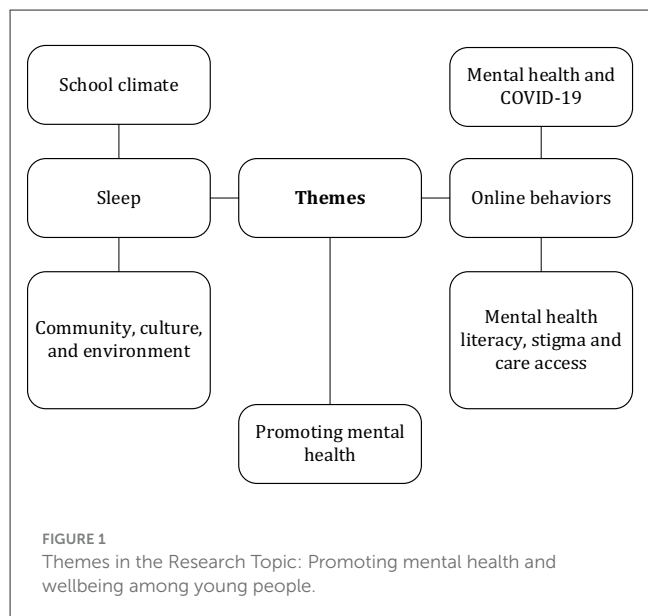 School climate
Mental health and
COVID-19
Sleep
Themes
Online behaviors
Community, culture,
and environment
Mental health
literacy, stigma and
care access
Promoting mental
health
FIGURE 1
Themes in the Research Topic: Promoting mental health and
wellbeing among young people.